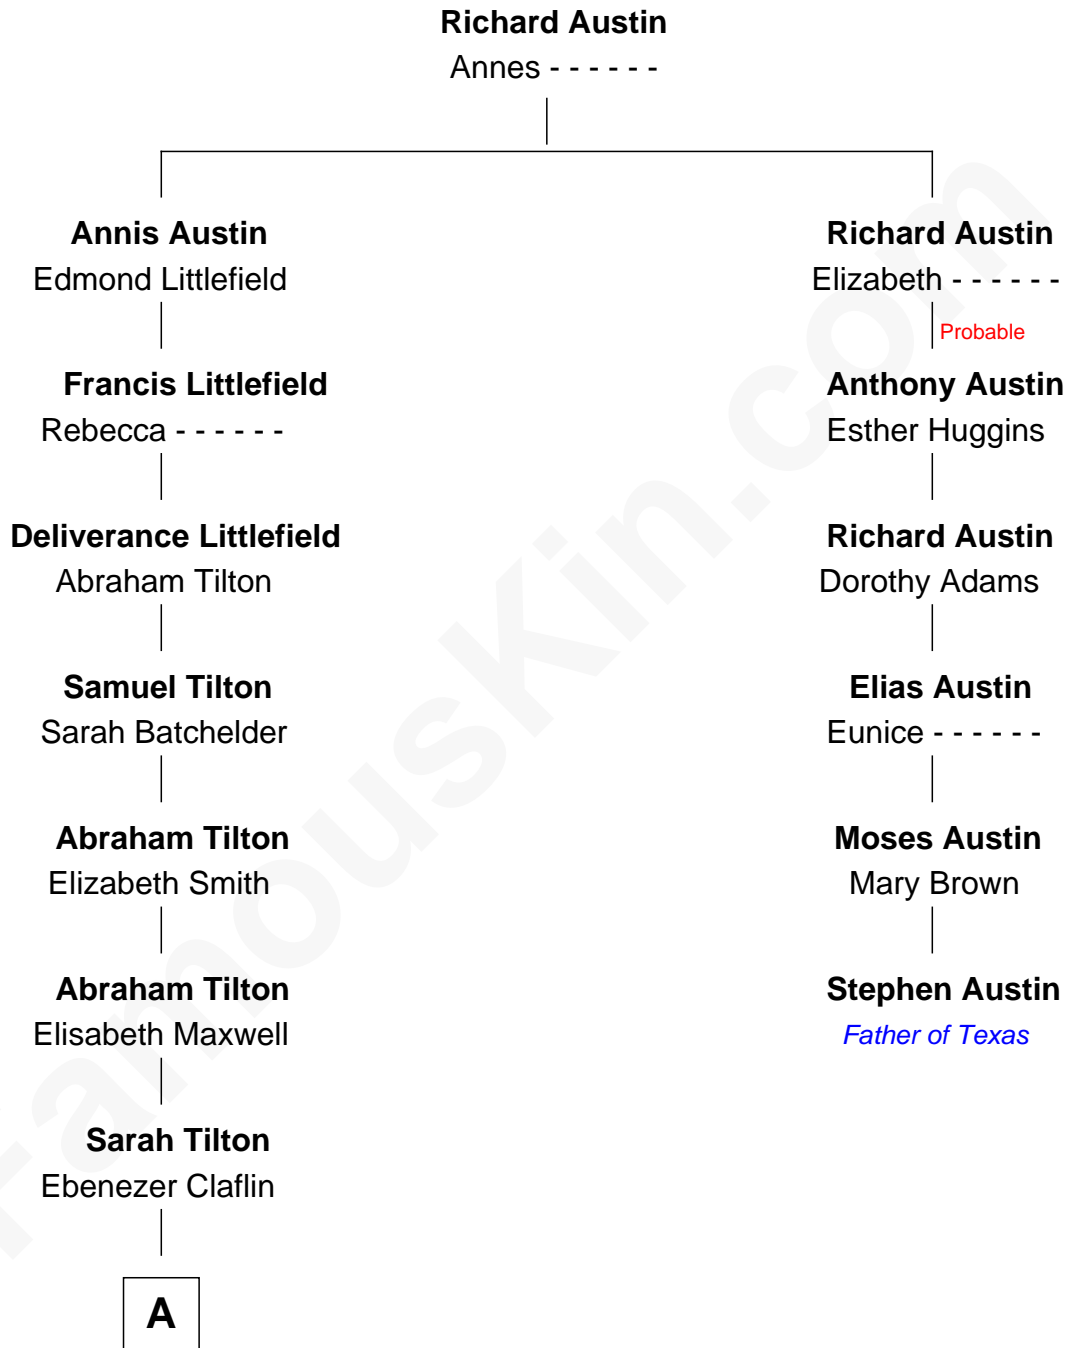 Richard Austin
Annes - - - - - -
Annis Austin
Edmond Littlefield
Richard Austin
Elizabeth - - - - - -
Probable
Francis Littlefield
Rebecca - - - - - -
Anthony Austin
Esther Huggins
Deliverance Littlefield
Abraham Tilton
Richard Austin
Dorothy Adams
Samuel Tilton
Sarah Batchelder
Elias Austin
Eunice - - - - - -
Abraham Tilton
Elizabeth Smith
Moses Austin
Mary Brown
Abraham Tilton
Elisabeth Maxwell
Stephen Austin
Father of Texas
Sarah Tilton
Ebenezer Claflin
A
FamousKin.com